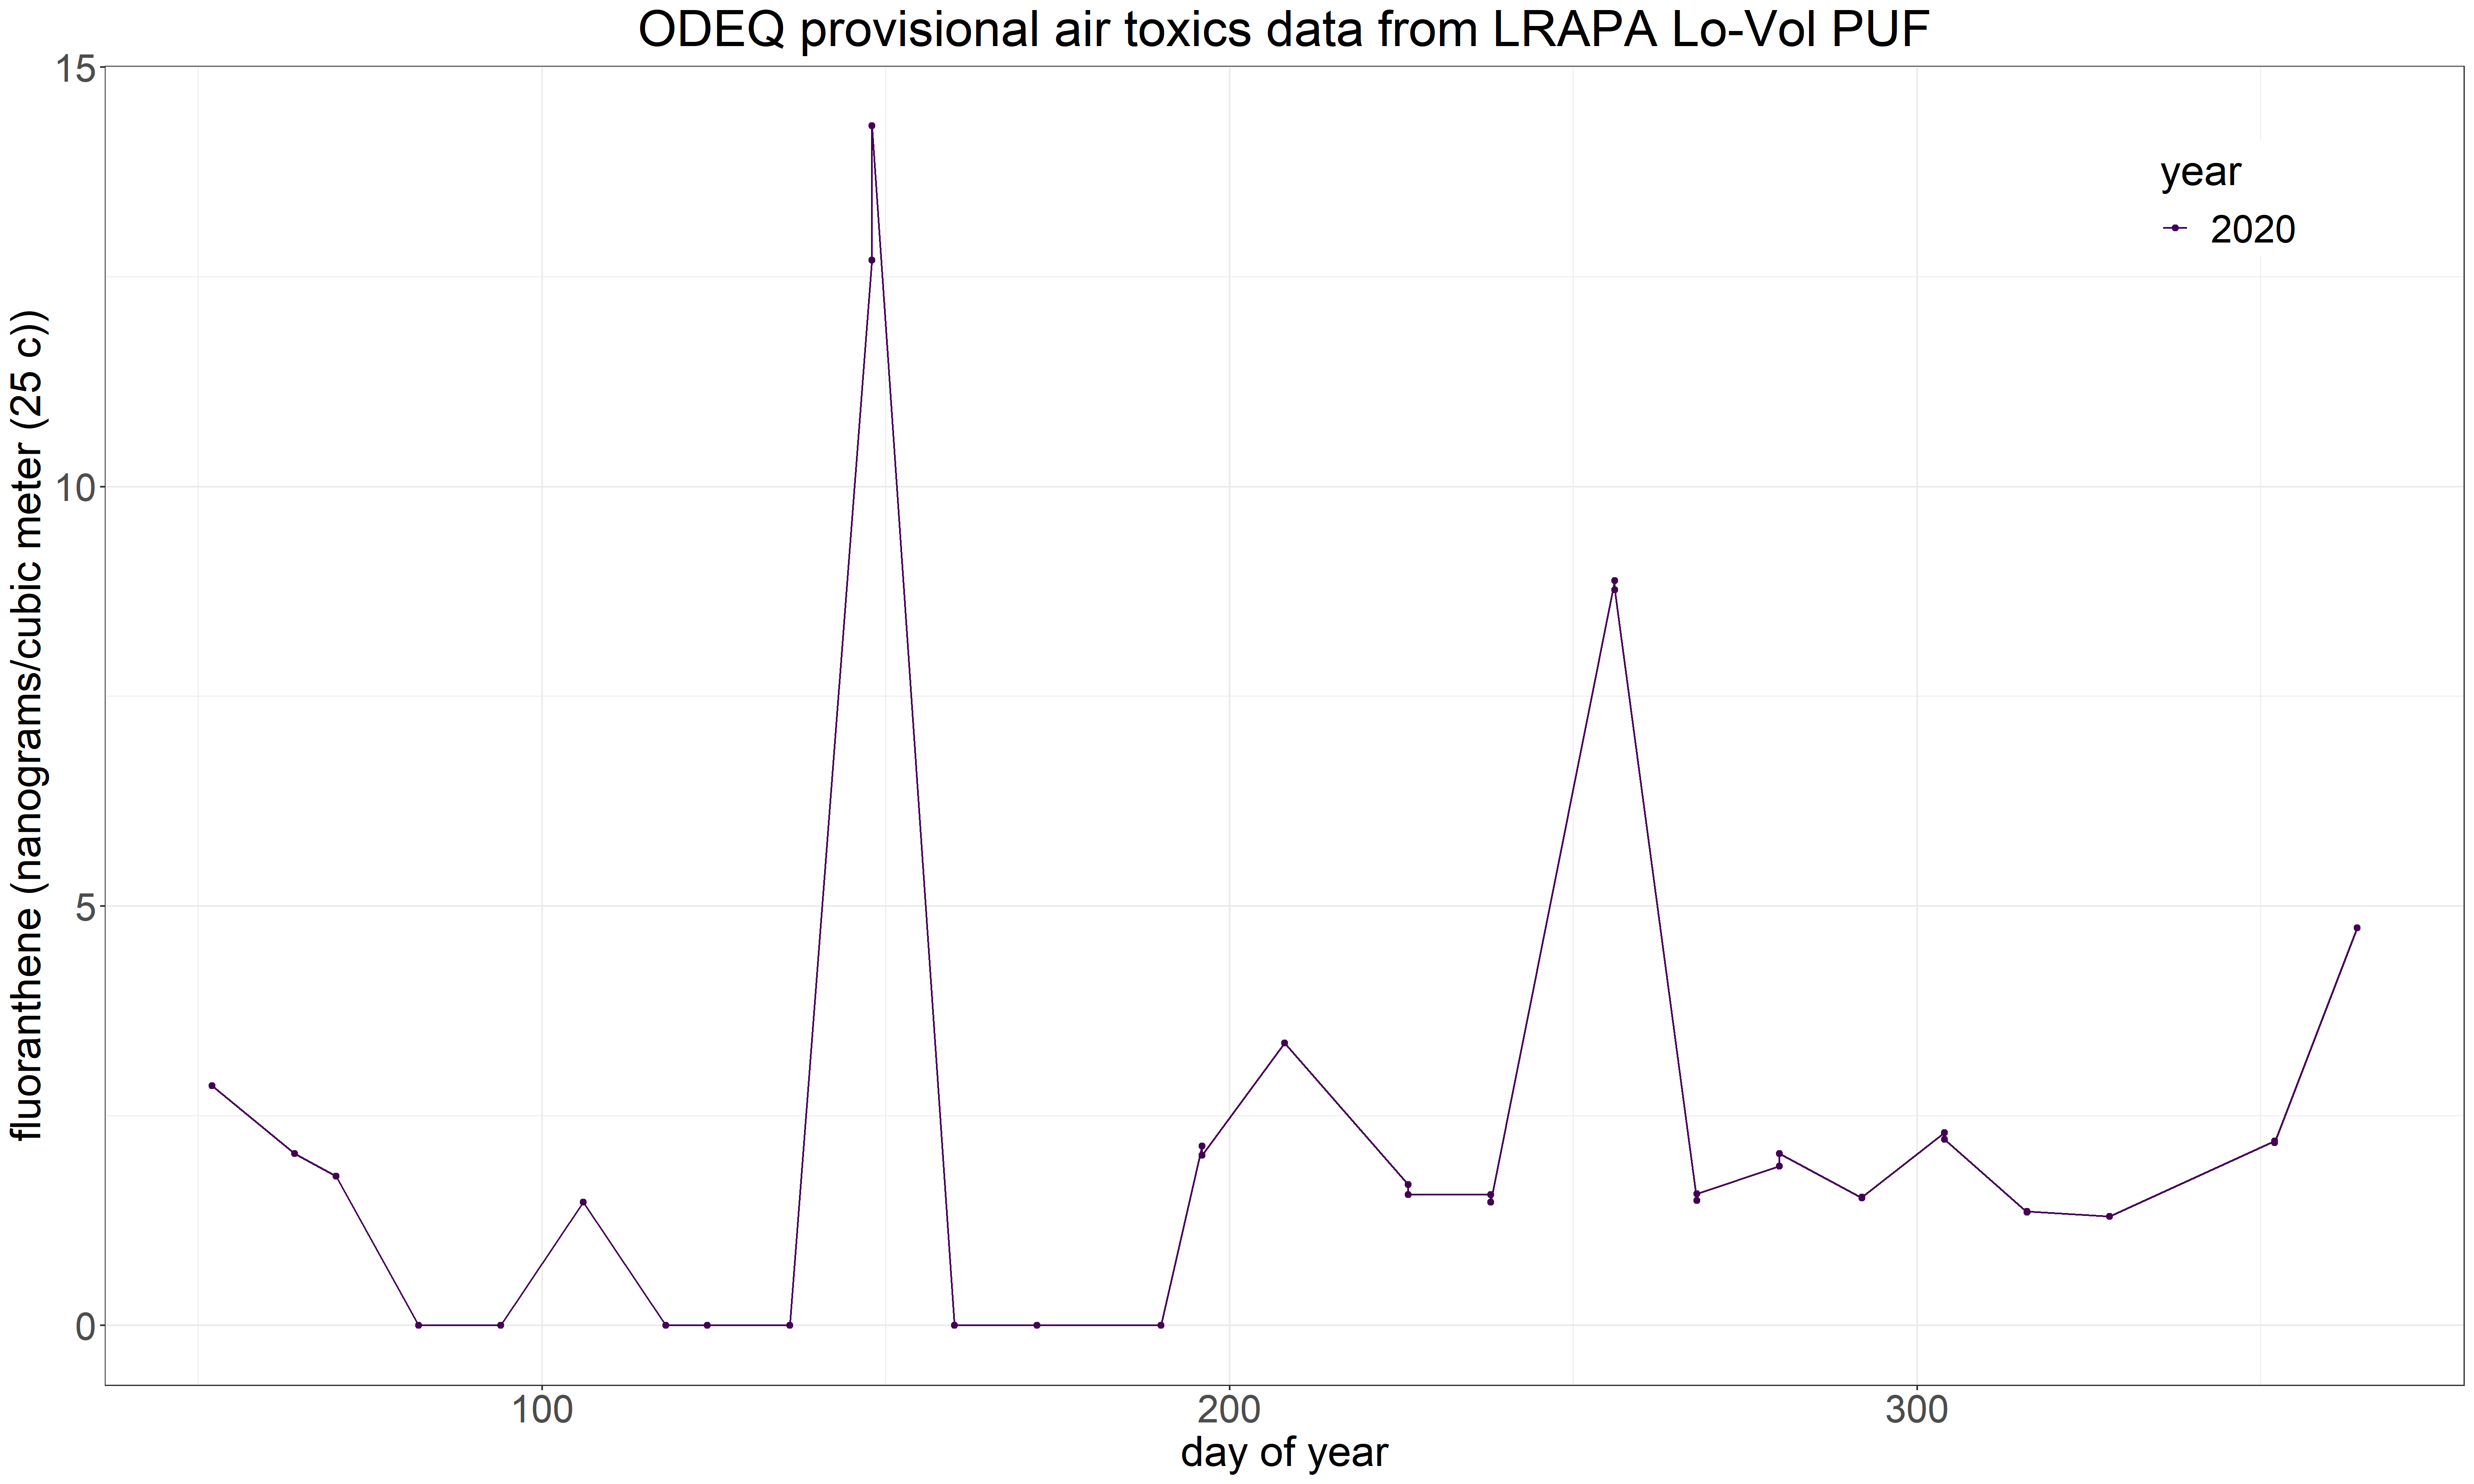 ODEQ provisional air toxics data from LRAPA Lo-Vol PUF
15
10
5
0
fluoranthene (nanograms/cubic meter (25 c))
year
2020
100
200
300
day of year